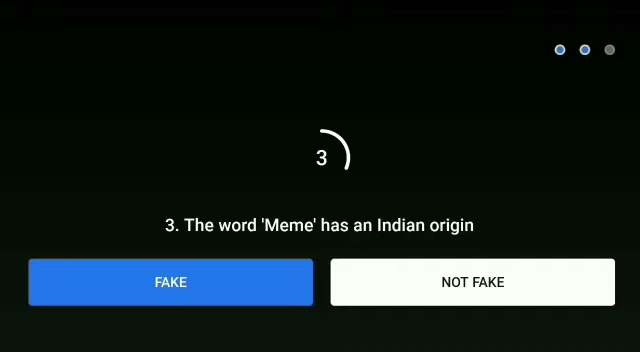 3
3. The word 'Meme' has an Indian origin
FAKE
NOT FAKE